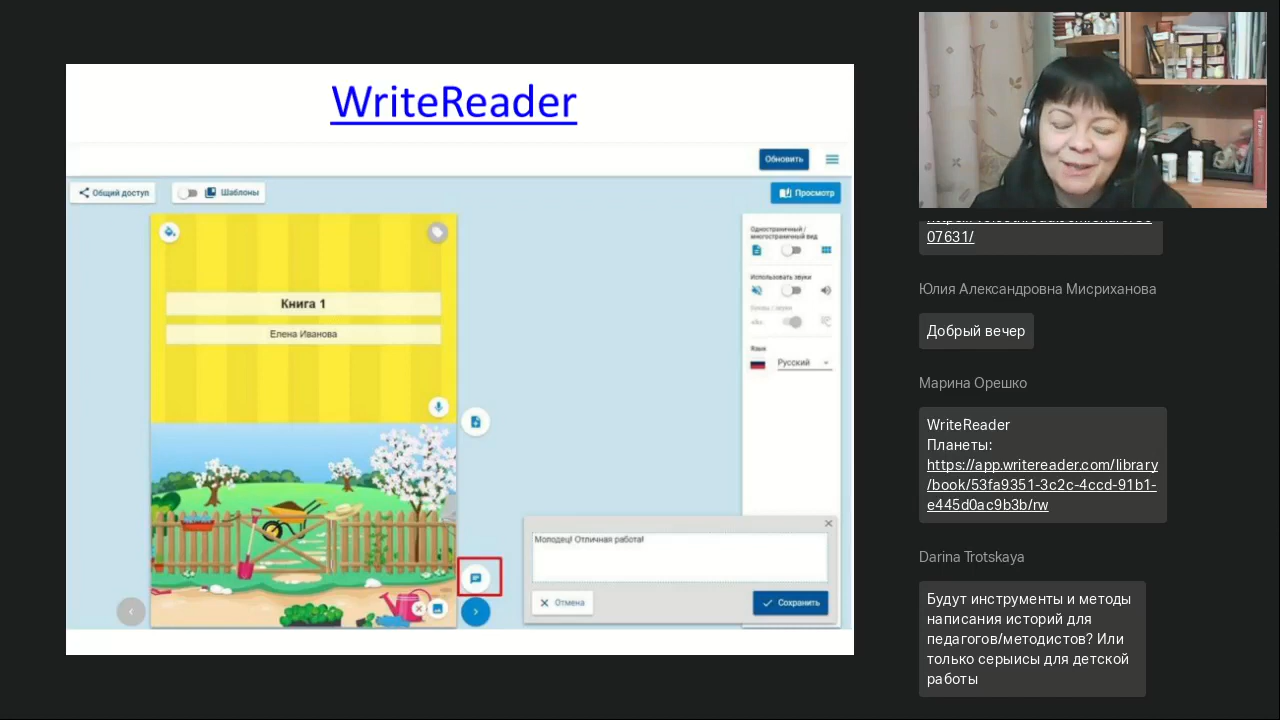 WriteReader
Обновить
Общий доступ
Шаблоны
Просмотр
Книга 1
Елена Иванова
Одностраничный /
многостраничный вид
Использовать звуки
Буквы / звуки
Язык
Русский
Молодец! Отличная работа!
Отмена
Сохранить
07631/
Юлия Александровна Мисриханова
Добрый вечер
Марина Орешко
WriteReader
Планеты:
https://app.writereader.com/library
/book/53fa9351-3c2c-4ccd-91b1-
e445d0ac9b3b/rw
Darina Trotskaya
Будут инструменты и методы
написания историй для
педагогов/методистов? Или
только серыисы для детской
работы